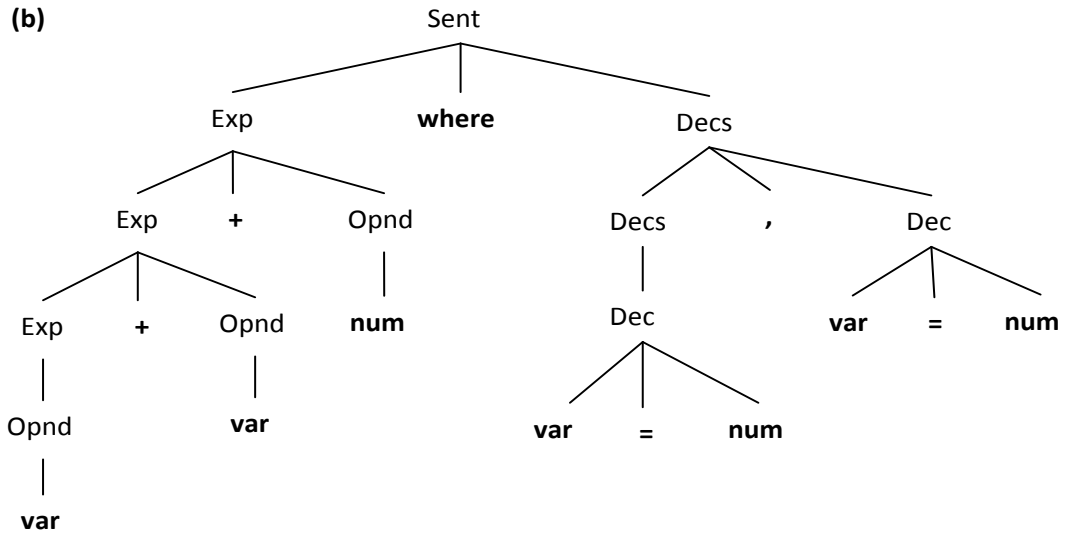 (b)
Sent
Exp where Decs
Exp + Opnd Decs , Dec
Exp + Opnd num Dec var = num
Opnd var var = num
var